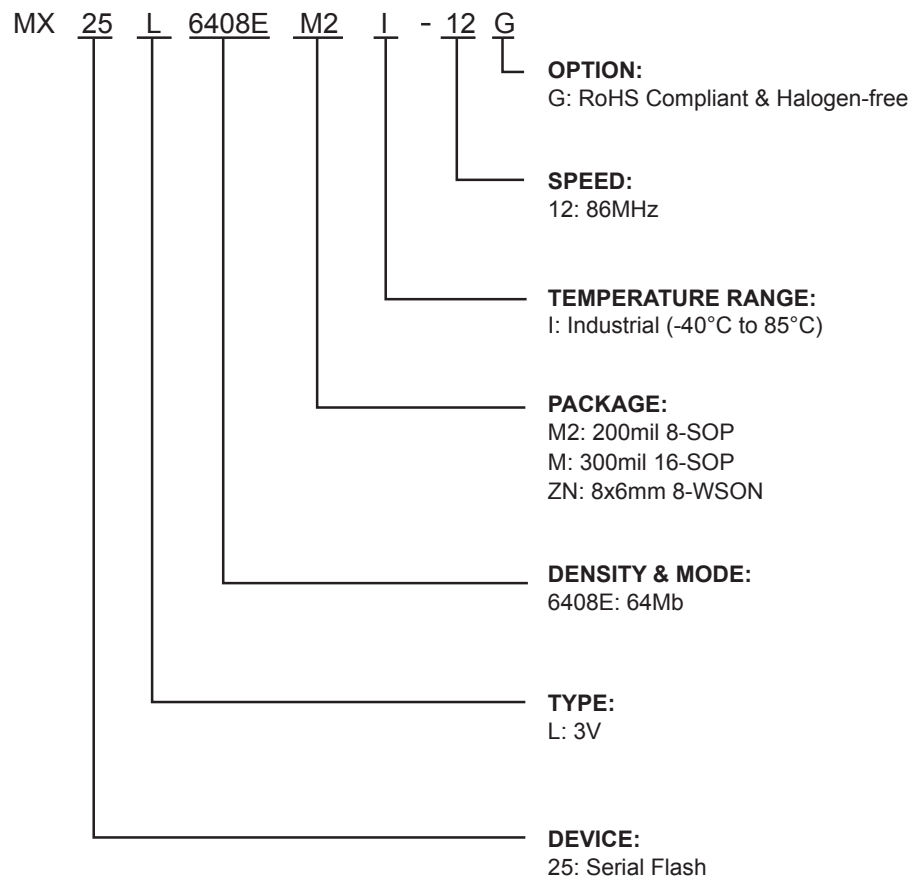 MX 25 L 6408E M2 I - 12 G
OPTION:
G: RoHS Compliant & Halogen-free
SPEED:
12: 86MHz
TEMPERATURE RANGE:
I: Industrial (-40°C to 85°C)
PACKAGE:
M2: 200mil 8-SOP
M: 300mil 16-SOP
ZN: 8x6mm 8-WSON
DENSITY & MODE:
6408E: 64Mb
TYPE:
L: 3V
DEVICE:
25: Serial Flash